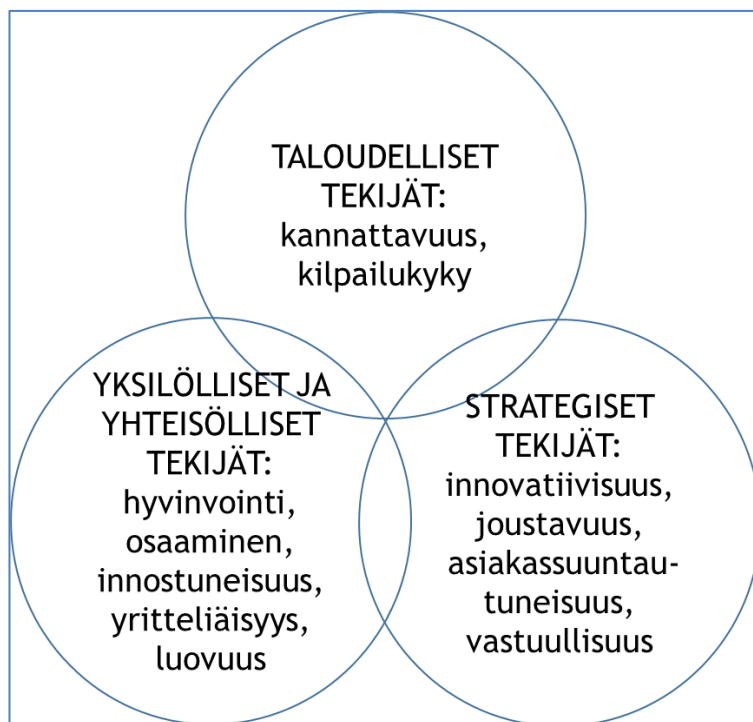 TALOUDELLISET
TEKIJÄT:
kannattavuus,
kilpailukyky
YKSILÖLLISET JA
YHTEISÖLLISET
TEKIJÄT:
hyvinvointi,
osaaminen,
innostuneisuus,
yritteliäisyys,
luovuus
STRATEGISET
TEKIJÄT:
innovatiivisuus,
joustavuus,
asiakassuuntau-
tuneisuus,
vastuullisuus